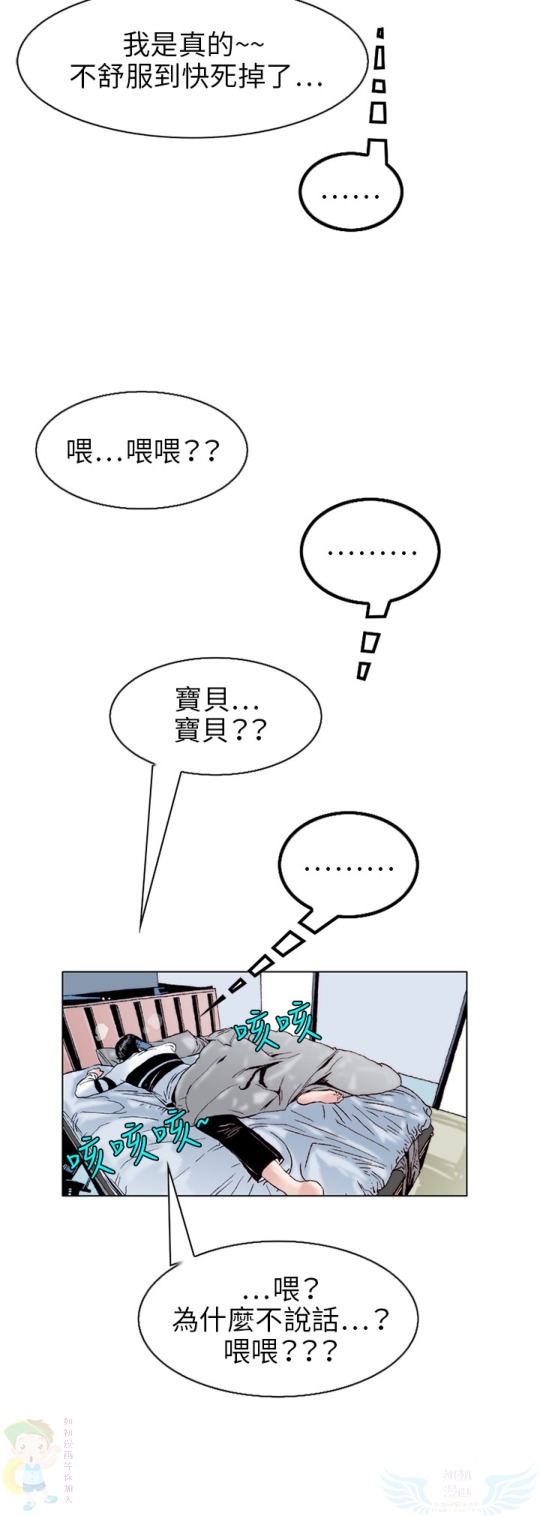 我是真的~~
不舒服到快死掉了...
......
喂...喂喂??
.........
寶貝...
寶貝??
.........
咳咳
咳咳咳~
...喂?
為什麼不說話...?
喂喂???